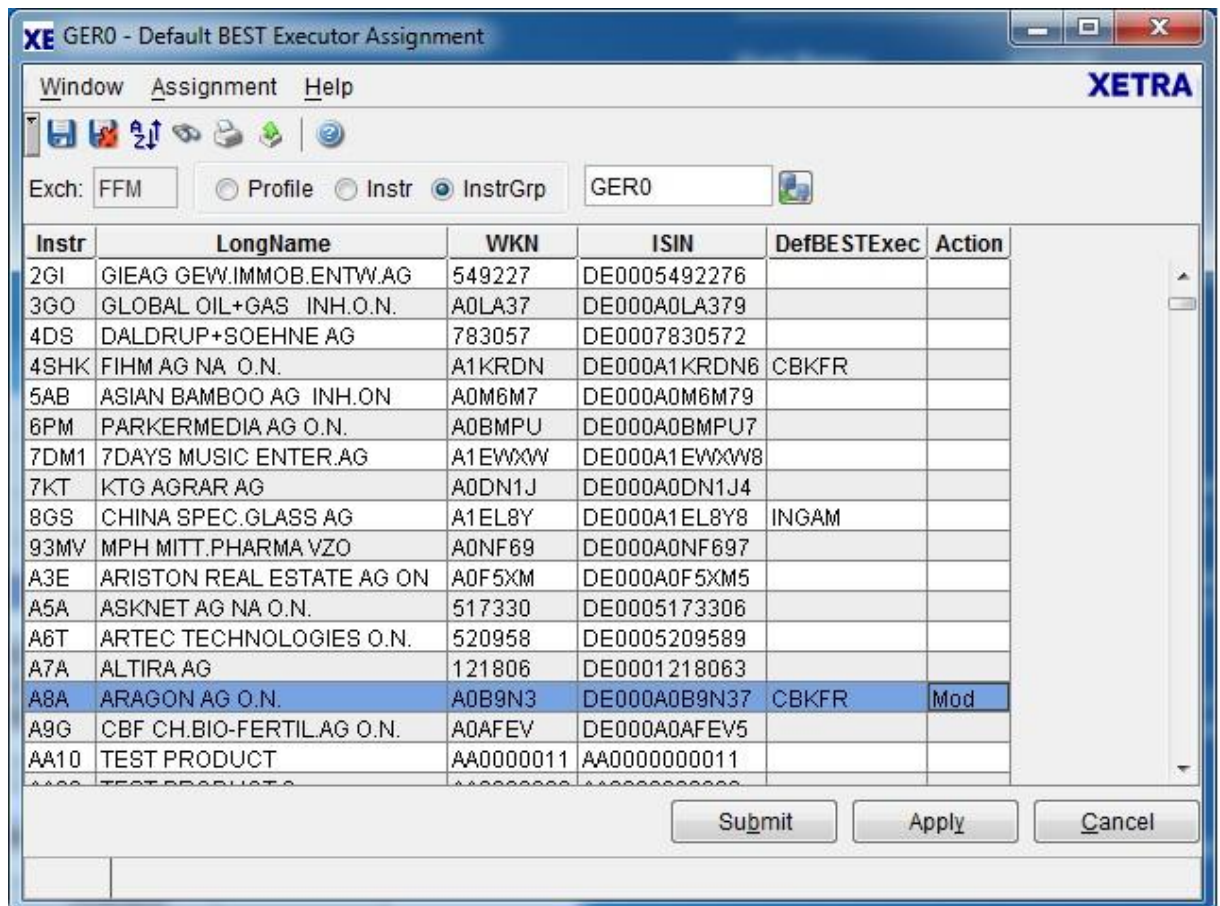 XE GER0 - Default BEST Executor Assignment
Window Assignment Help XETRA
Exch: FFM Profile Instr InstrGrp GER0
Instr LongName WKN ISIN DefBESTExec Action
2GI GIEAG GEW.IMMOB.ENTW.AG 549227 DE0005492276
3GO GLOBAL OIL+GAS INH.O.N. A0LA37 DE000A0LA379
4DS DALDRUP+SOEHNE AG 783057 DE0007830572
4SHK FIHM AG NA O.N. A1KRDN DE000A1KRDN6 CBKFR
5AB ASIAN BAMBOO AG INH.ON A0M6M7 DE000A0M6M79
6PM PARKERMEDIA AG O.N. A0BMPU DE000A0BMPU7
7DM1 7DAYS MUSIC ENTER.AG A1EWXW DE000A1EWXW8
7KT KTG AGRAR AG A0DN1J DE000A0DN1J4
8GS CHINA SPEC.GLASS AG A1EL8Y DE000A1EL8Y8 INGAM
93MV MPH MITT.PHARMA VZO A0NF69 DE000A0NF697
A3E ARISTON REAL ESTATE AG ON A0F5XM DE000A0F5XM5
A5A ASKNET AG NA O.N. 517330 DE0005173306
A6T ARTEC TECHNOLOGIES O.N. 520958 DE0005209589
A7A ALTIRA AG 121806 DE0001218063
A8A ARAGON AG O.N. A0B9N3 DE000A0B9N37 CBKFR Mod
A9G CBF CH.BIO-FERTIL.AG O.N. A0AFEV DE000A0AFEV5
AA10 TEST PRODUCT AA0000011 AA0000000011
Submit Apply Cancel